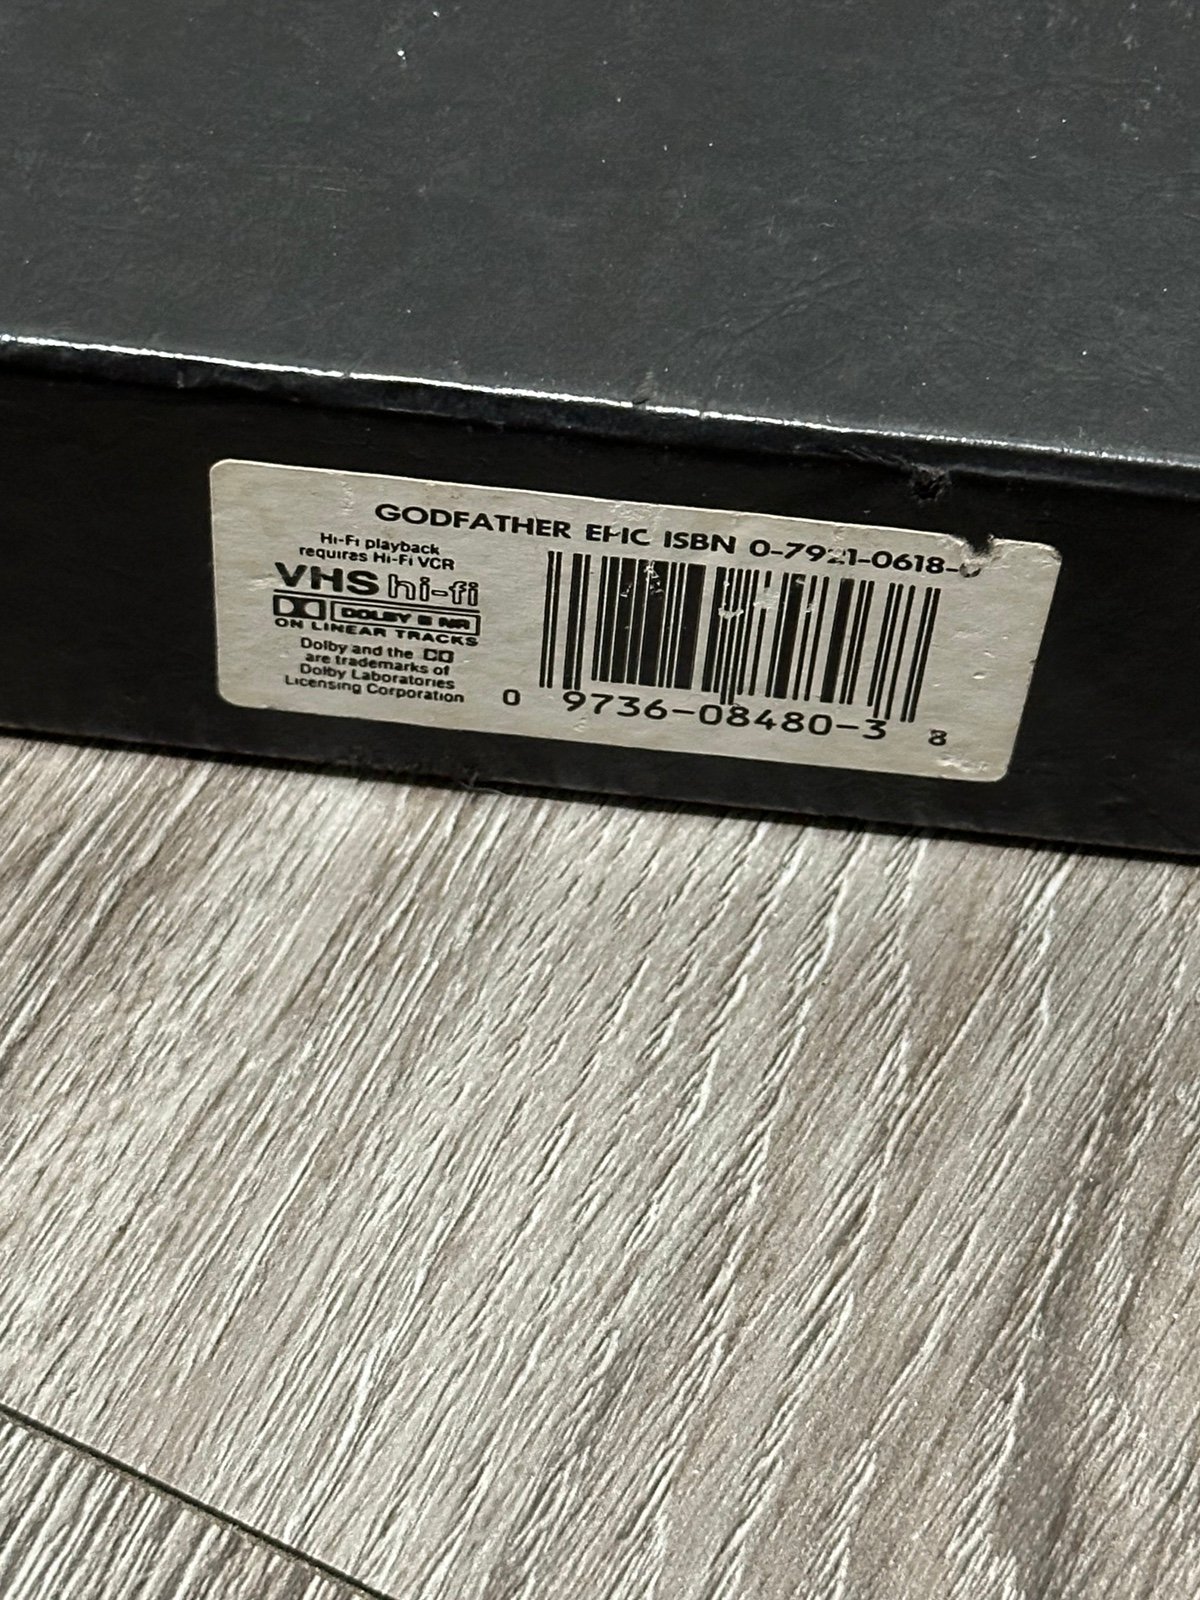 GODFATHER EPIC ISBN 0-7921-0618-
Hi-Fi playback
requires Hi-Fi VCR
VHS hi-fi
DOLBY B NR
ON LINEAR TRACKS
Dolby and the
are trademarks of
Dolby Laboratories
Licensing Corporation
0 9736-08480-3 8